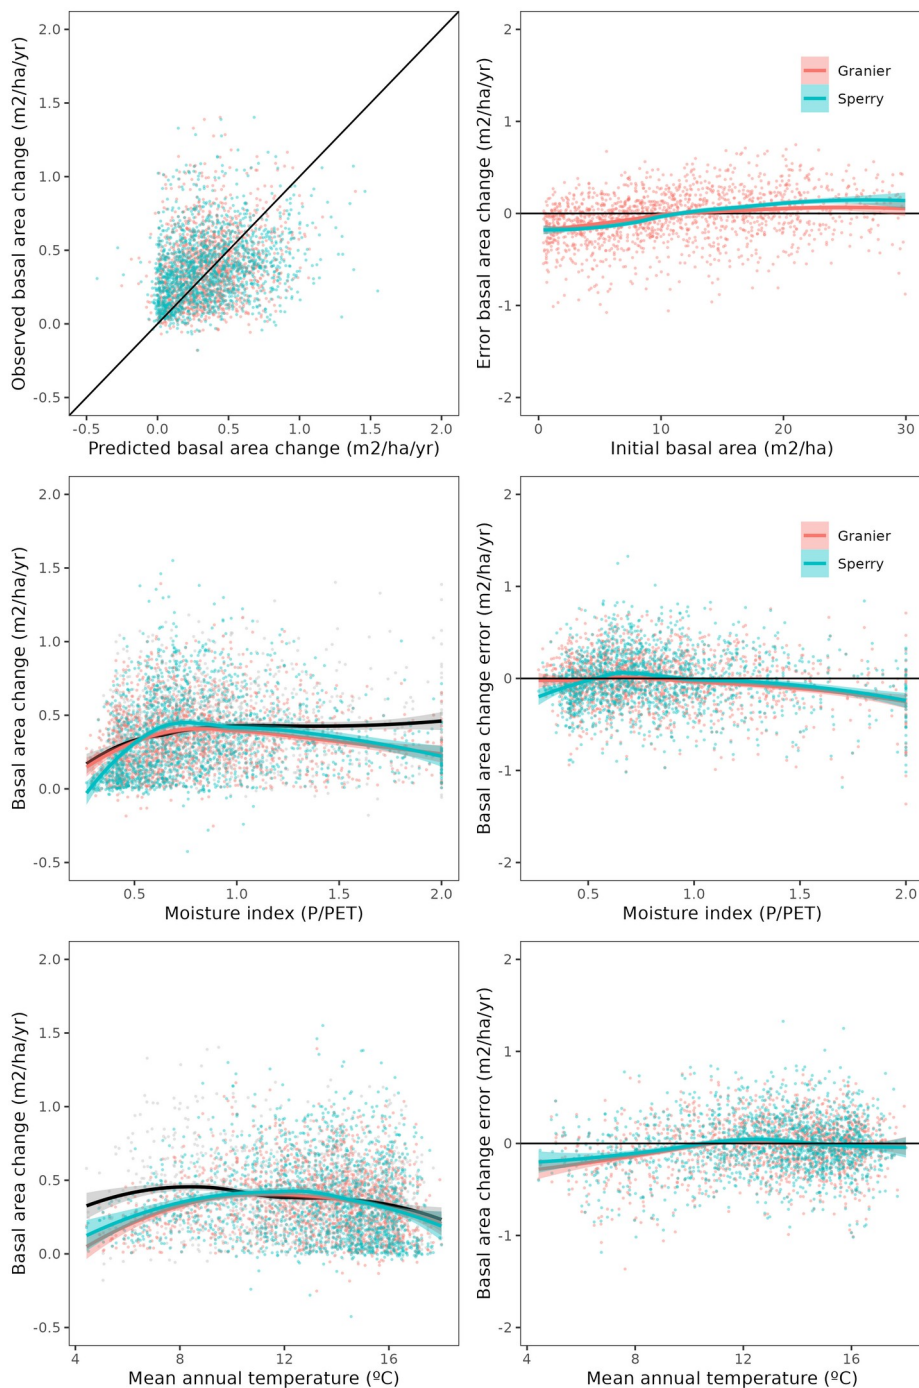 Observed basal area change (m2/ha/yr)
2.0
1.5
1.0
0.5
0.0
-0.5
-0.5 0.0 0.5 1.0 1.5 2.0
Predicted basal area change (m2/ha/yr)
Error basal area change (m2/ha/yr)
2
1
0
-1
-2
Granier
Sperry
0 10 20 30
Initial basal area (m2/ha)
Basal area change (m2/ha/yr)
2.0
1.5
1.0
0.5
0.0
-0.5
0.5 1.0 1.5 2.0
Moisture index (P/PET)
Basal area change error (m2/ha/yr)
2
1
0
-1
-2
Granier
Sperry
0.5 1.0 1.5 2.0
Moisture index (P/PET)
Basal area change (m2/ha/yr)
2.0
1.5
1.0
0.5
0.0
-0.5
4 8 12 16
Mean annual temperature (ºC)
Basal area change error (m2/ha/yr)
2
1
0
-1
-2
4 8 12 16
Mean annual temperature (ºC)